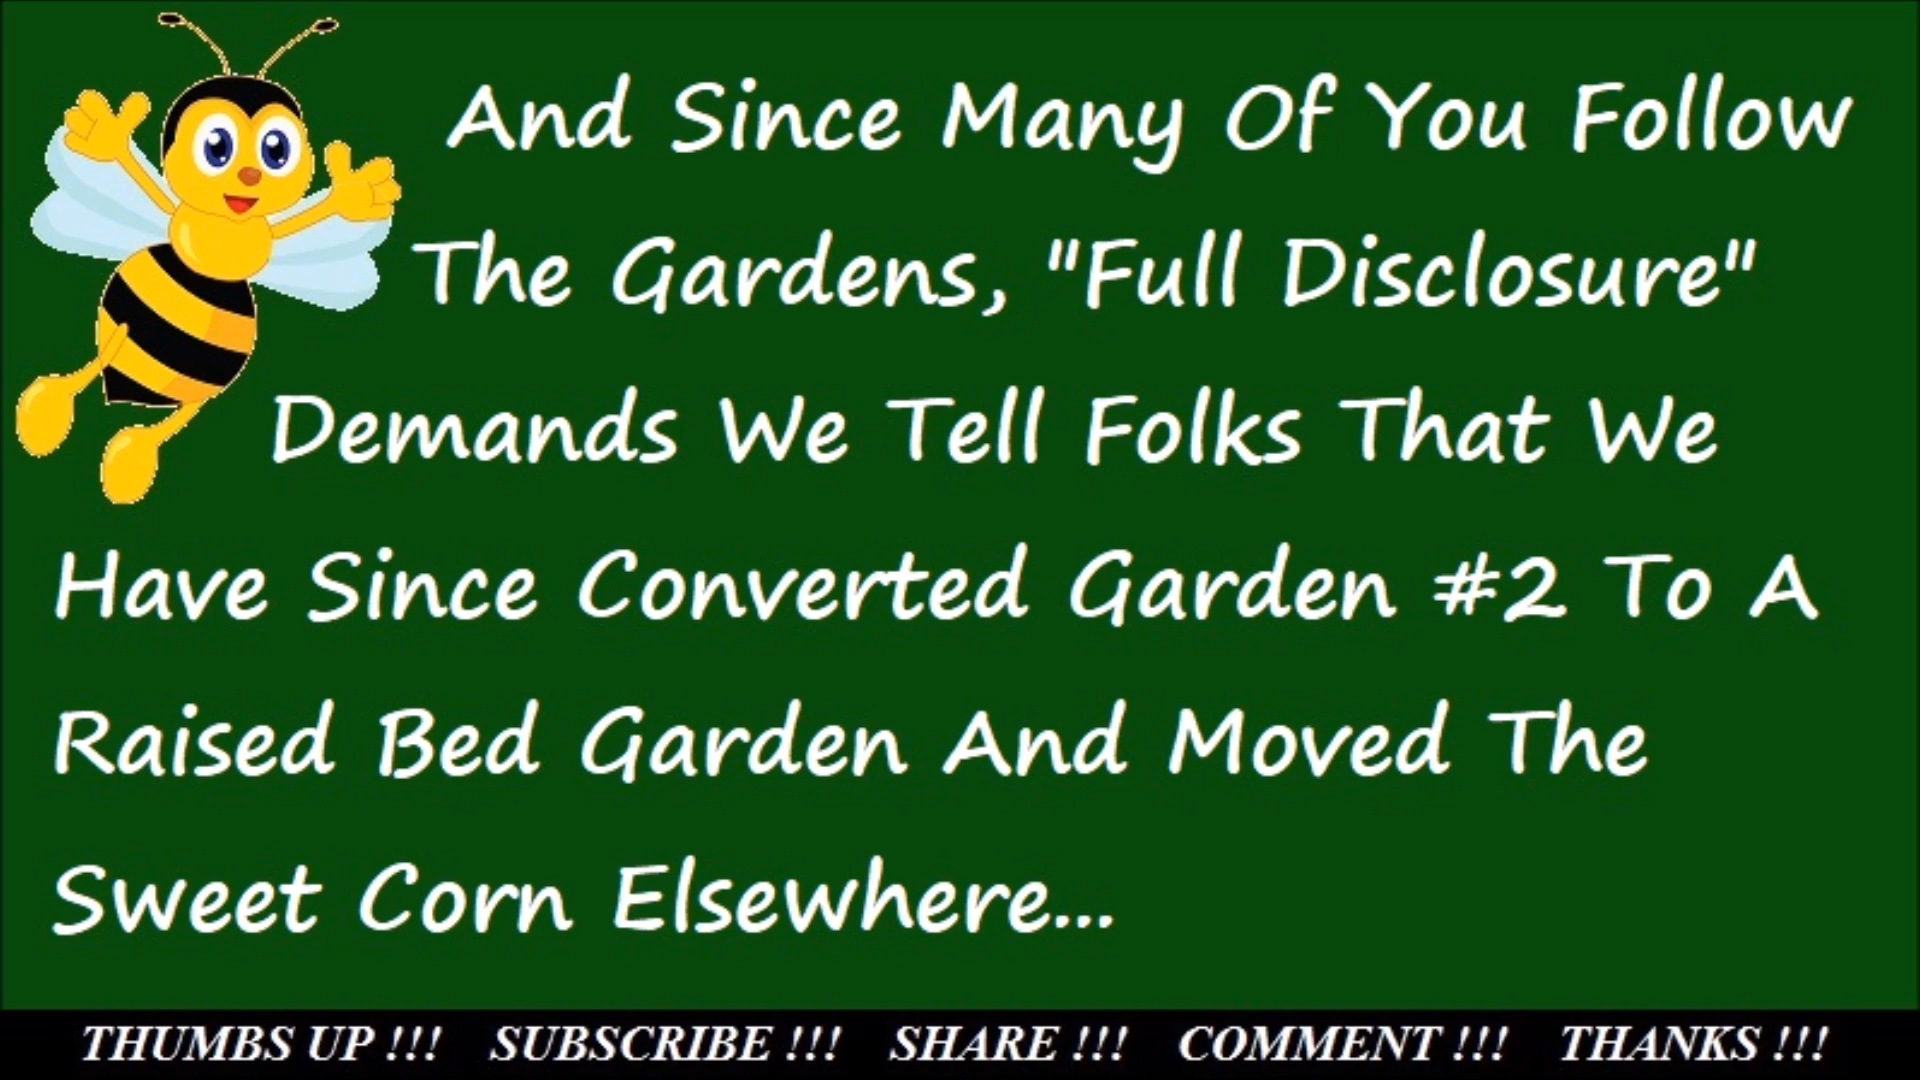 And Since Many Of You Follow
The Gardens, "Full Disclosure"
Demands We Tell Folks That We
Have Since Converted Garden #2 To A
Raised Bed Garden And Moved The
Sweet Corn Elsewhere...
THUMBS UP !!! SUBSCRIBE !!! SHARE !!! COMMENT !!! THANKS !!!